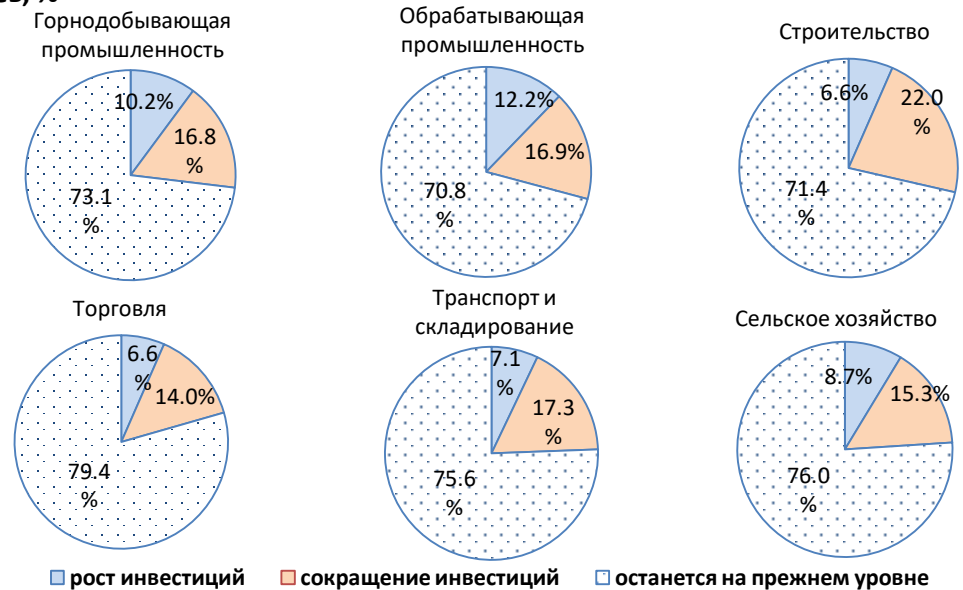 Горнодобывающая
промышленность
10.2%
16.8
%
73.1
%
Обрабатывающая
промышленность
12.2%
16.9%
70.8
%
Строительство
6.6%
22.0
%
71.4
%
Торговля
6.6
%
14.0%
79.4
%
Транспорт и
складирование
7.1
%
17.3
%
75.6
%
Сельское хозяйство
8.7%
15.3%
76.0
%
рост инвестиций
сокращение инвестиций
останется на прежнем уровне